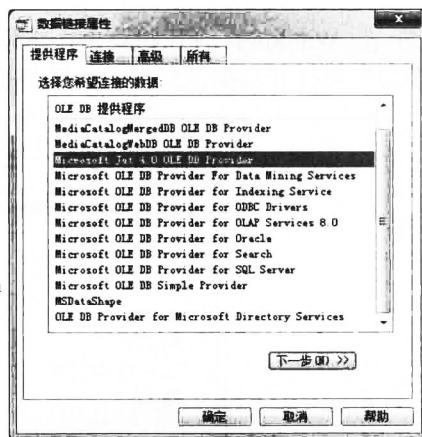 数据链接属性
提供程序 连接 高级 所有
选择您希望连接的数据:
OLE DB 提供程序
MediaCatalogMergedDB OLE DB Provider
MediaCatalogWebDB OLE DB Provider
Microsoft Jet 4.0 OLE DB Provider
Microsoft OLE DB Provider For Data Mining Services
Microsoft OLE DB Provider for Indexing Service
Microsoft OLE DB Provider for ODBC Drivers
Microsoft OLE DB Provider for OLAP Services 8.0
Microsoft OLE DB Provider for Oracle
Microsoft OLE DB Provider for Search
Microsoft OLE DB Provider for SQL Server
Microsoft OLE DB Simple Provider
MSDataShape
OLE DB Provider for Microsoft Directory Services
下一步(N) >>
确定 取消 帮助